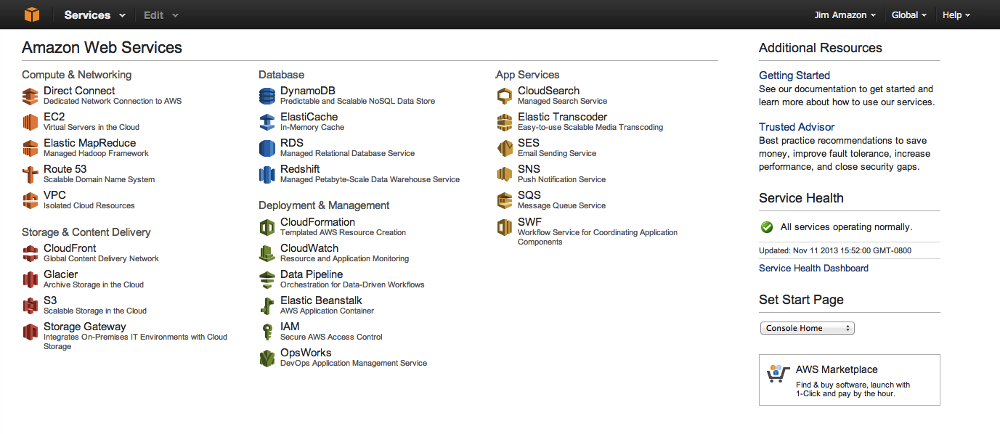 Services
Edit
Jim Amazon
Global
Help
Amazon Web Services
Compute & Networking
Direct Connect
Dedicated Network Connection to AWS
EC2
Virtual Servers in the Cloud
Elastic MapReduce
Managed Hadoop Framework
Route 53
Scalable Domain Name System
VPC
Isolated Cloud Resources
Storage & Content Delivery
CloudFront
Global Content Delivery Network
Glacier
Archive Storage in the Cloud
S3
Scalable Storage in the Cloud
Storage Gateway
Integrates On-Premises IT Environments with Cloud
Storage
Database
DynamoDB
Predictable and Scalable NoSQL Data Store
ElastiCache
In-Memory Cache
RDS
Managed Relational Database Service
Redshift
Managed Petabyte-Scale Data Warehouse Service
Deployment & Management
CloudFormation
Templated AWS Resource Creation
CloudWatch
Resource and Application Monitoring
Data Pipeline
Orchestration for Data-Driven Workflows
Elastic Beanstalk
AWS Application Container
IAM
Secure AWS Access Control
OpsWorks
DevOps Application Management Service
App Services
CloudSearch
Managed Search Service
Elastic Transcoder
Easy-to-use Scalable Media Transcoding
SES
Email Sending Service
SNS
Push Notification Service
SQS
Message Queue Service
SWF
Workflow Service for Coordinating Application
Components
Additional Resources
Getting Started
See our documentation to get started and
learn more about how to use our services.
Trusted Advisor
Best practice recommendations to save
money, improve fault tolerance, increase
performance, and close security gaps.
Service Health
All services operating normally.
Updated: Nov 11 2013 15:52:00 GMT-0800
Service Health Dashboard
Set Start Page
Console Home
AWS Marketplace
Find & buy software, launch with
1-Click and pay by the hour.